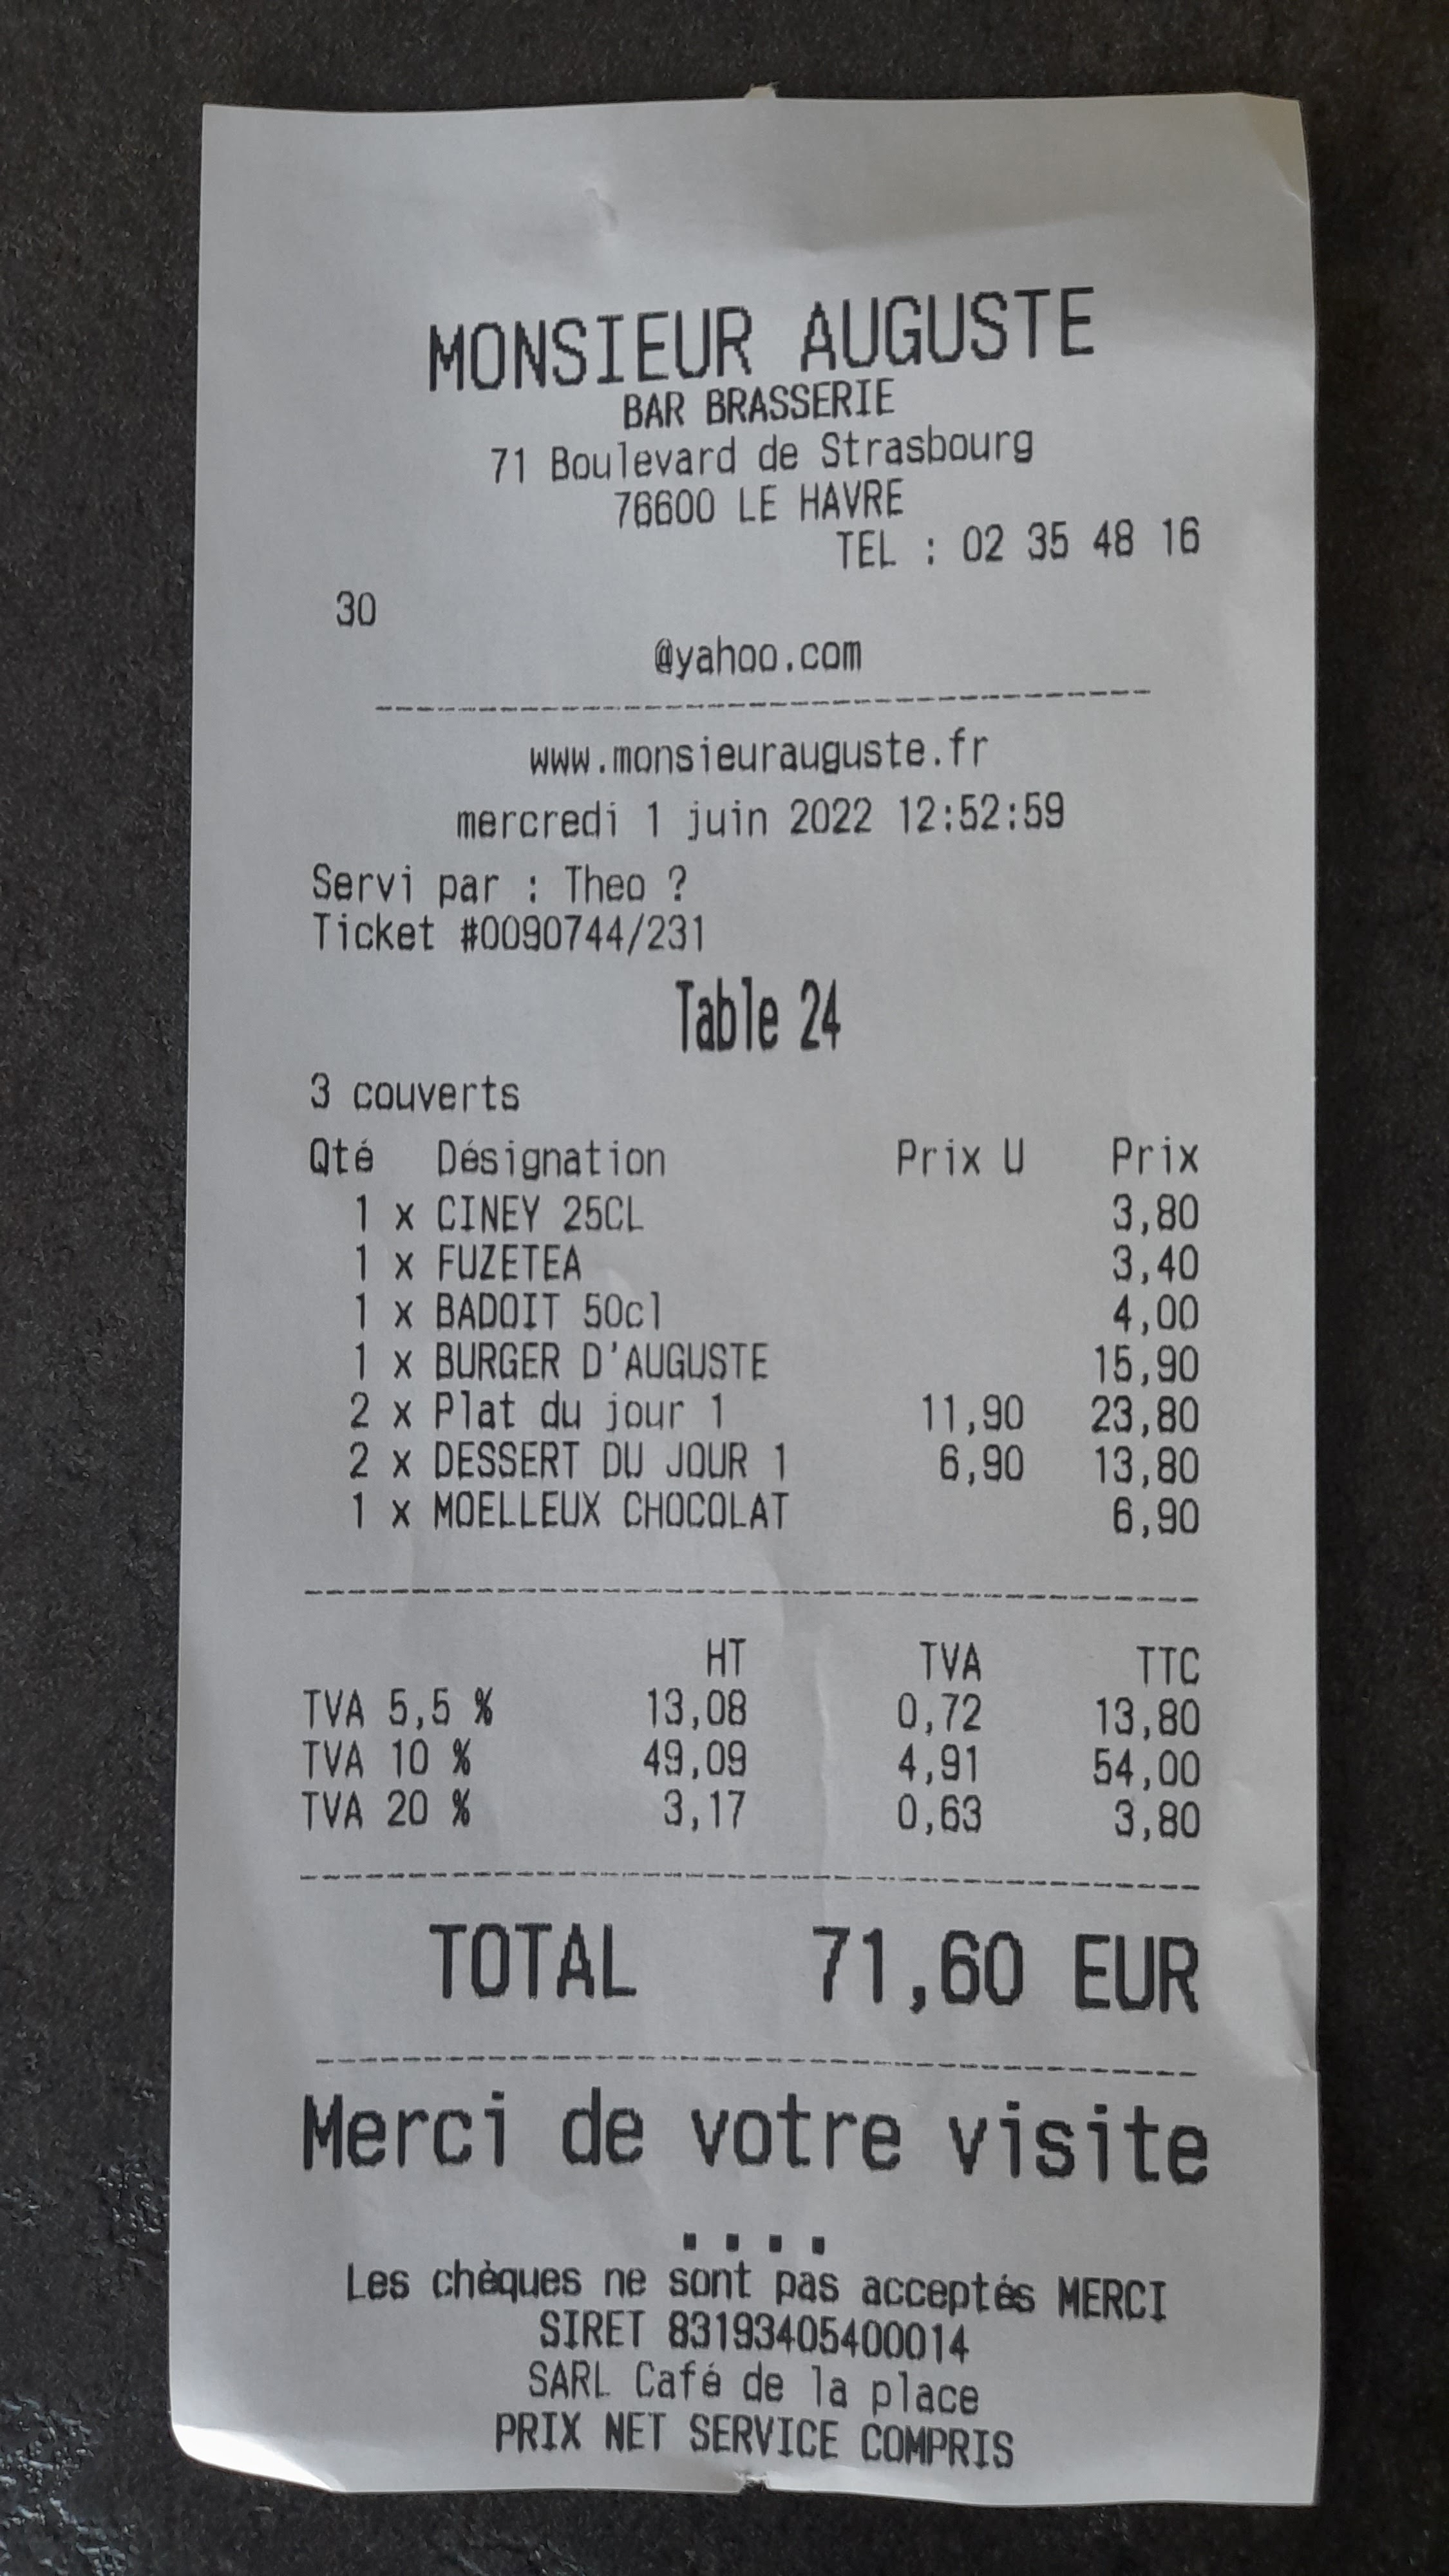 MONSIEUR AUGUSTE
BAR BRASSERIE
71 Boulevard de Strasbourg
76600 LE HAVRE
TEL : 02 35 48 16
30
@yahoo.com
www.monsieurauguste.fr
mercredi 1 juin 2022 12:52:59
Servi par : Theo ?
Ticket #0090744/231
Table 24
3 couverts
Qté Désignation Prix U Prix
1 x CINEY 25CL 3,80
1 x FUZETEA 3,40
1 x BADOIT 50cl 4,00
1 x BURGER D'AUGUSTE 15,90
2 x Plat du jour 1 11,90 23,80
2 x DESSERT DU JOUR 1 6,90 13,80
1 x MOELLEUX CHOCOLAT 6,90
HT TVA TTC
TVA 5,5 % 13,08 0,72 13,80
TVA 10 % 49,09 4,91 54,00
TVA 20 % 3,17 0,63 3,80
TOTAL 71,60 EUR
Merci de votre visite
....
Les chèques ne sont pas acceptés MERCI
SIRET 83193405400014
SARL Café de la place
PRIX NET SERVICE COMPRIS